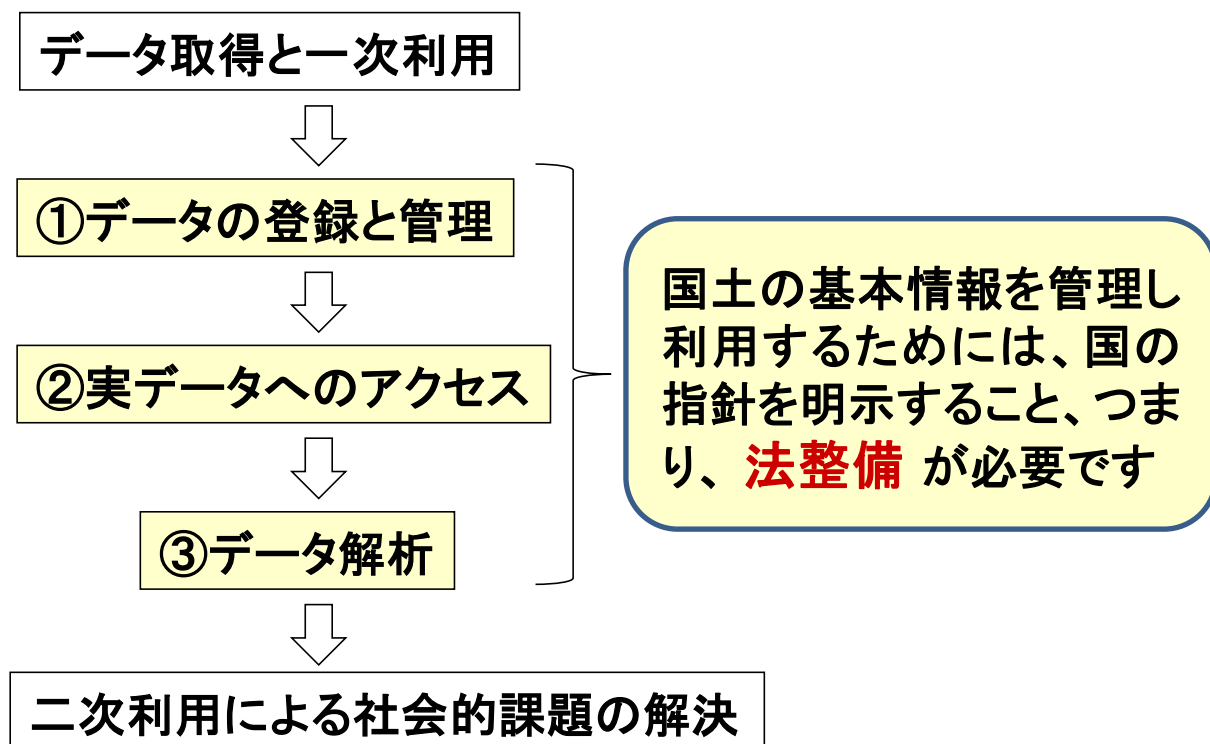 データ取得と一次利用
①データの登録と管理
②実データへのアクセス
③データ解析
二次利用による社会的課題の解決
国土の基本情報を管理し
利用するためには、国の
指針を明示すること、つま
り、 法整備 が必要です